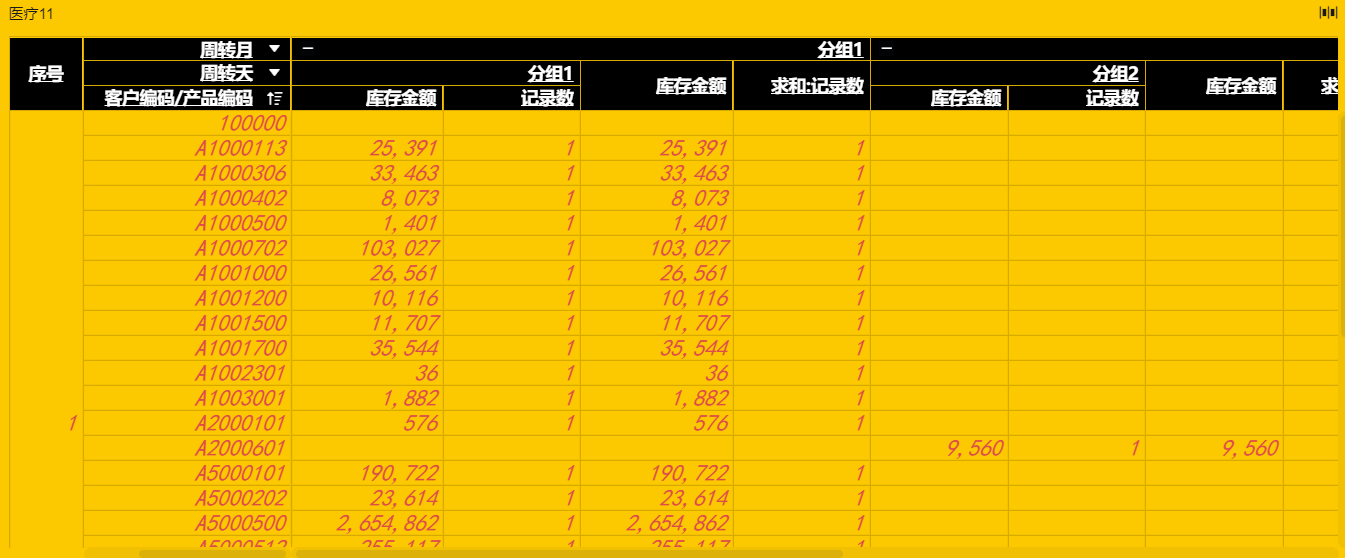 医疗11
序号 周转月 分组1
周转天 分组1 库存金额 求和:记录数 分组2 库存金额 求
客户编码/产品编码 库存金额 记录数 库存金额 记录数
100000
A1000113 25,391 1 25,391 1
A1000306 33,463 1 33,463 1
A1000402 8,073 1 8,073 1
A1000500 1,401 1 1,401 1
A1000702 103,027 1 103,027 1
A1001000 26,561 1 26,561 1
A1001200 10,116 1 10,116 1
A1001500 11,707 1 11,707 1
A1001700 35,544 1 35,544 1
A1002301 36 1 36 1
A1003001 1,882 1 1,882 1
1 A2000101 576 1 576 1
A2000601 9,560 1 9,560
A5000101 190,722 1 190,722 1
A5000202 23,614 1 23,614 1
A5000500 2,654,862 1 2,654,862 1
A5000512 255,117 1 255,117 1